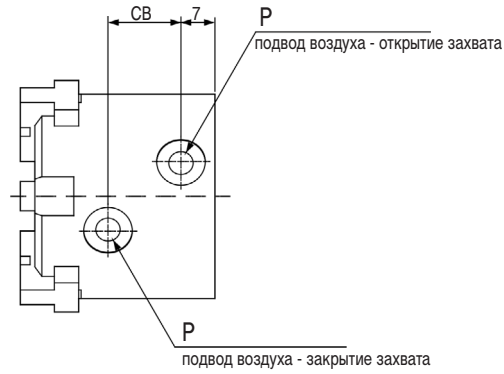 CB 7
P
подвод воздуха - открытие захвата
P
подвод воздуха - закрытие захвата